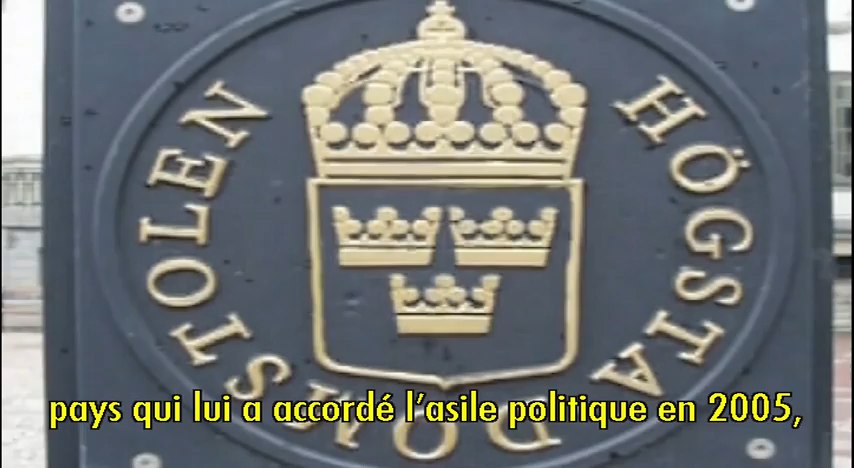 HÖGSTA DOMSTOLEN
pays qui lui a accordé l’asile politique en 2005,